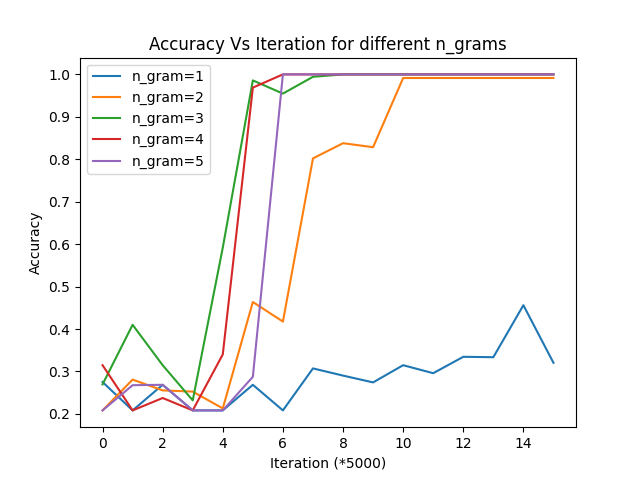 Accuracy Vs Iteration for different n_grams
n_gram=1
n_gram=2
n_gram=3
n_gram=4
n_gram=5
1.0
0.9
0.8
0.7
0.6
0.5
0.4
0.3
0.2
Accuracy
0 2 4 6 8 10 12 14
Iteration (*5000)